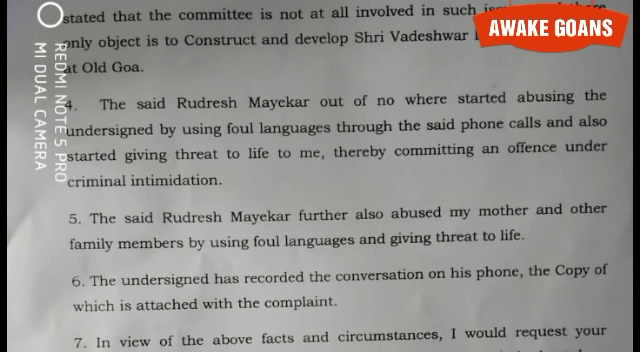 stated that the committee is not at all involved in such
only object is to Construct and develop Shri Vadeshwar
at Old Goa.
4. The said Rudresh Mayekar out of no where started abusing the
undersigned by using foul languages through the said phone calls and also
started giving threat to life to me, thereby committing an offence under
criminal intimidation.
5. The said Rudresh Mayekar further also abused my mother and other
family members by using foul languages and giving threat to life.
6. The undersigned has recorded the conversation on his phone, the Copy of
which is attached with the complaint.
7. In view of the above facts and circumstances, I would request your
AWAKE GOANS
REDMI NOTE 5 PRO
MI DUAL CAMERA